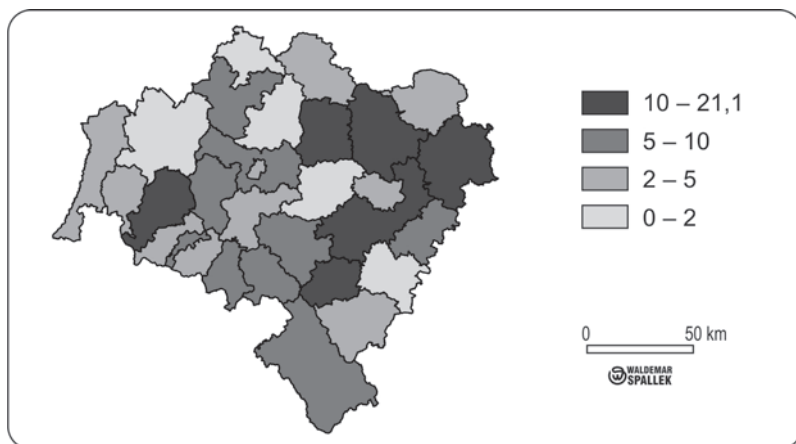 10 – 21,1
5 – 10
2 – 5
0 – 2
0 50 km
WALDEMAR
SPALLEK